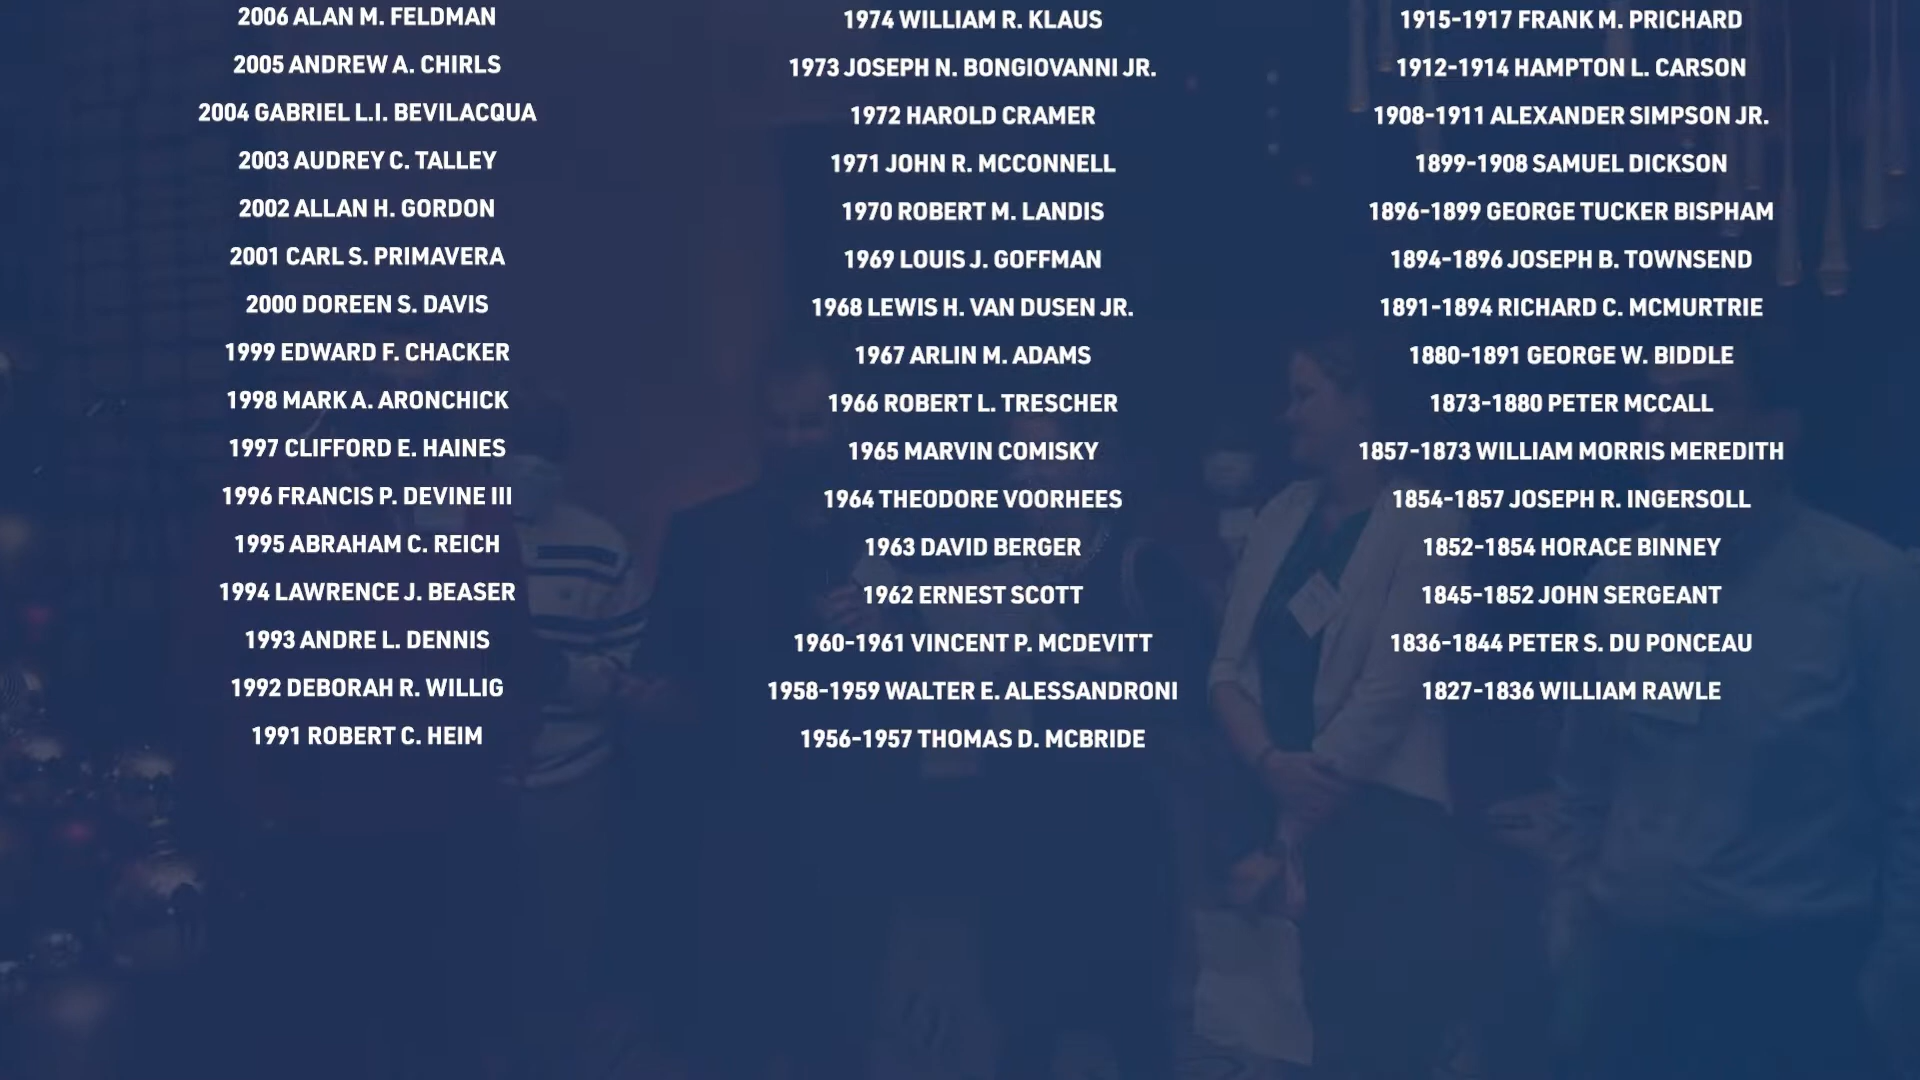 2006 ALAN M. FELDMAN
2005 ANDREW A. CHIRLS
2004 GABRIEL L.I. BEVILACQUA
2003 AUDREY C. TALLEY
2002 ALLAN H. GORDON
2001 CARL S. PRIMAVERA
2000 DOREEN S. DAVIS
1999 EDWARD F. CHACKER
1998 MARK A. ARONCHICK
1997 CLIFFORD E. HAINES
1996 FRANCIS P. DEVINE III
1995 ABRAHAM C. REICH
1994 LAWRENCE J. BEASER
1993 ANDRE L. DENNIS
1992 DEBORAH R. WILLIG
1991 ROBERT C. HEIM
1974 WILLIAM R. KLAUS
1973 JOSEPH N. BONGIOVANNI JR.
1972 HAROLD CRAMER
1971 JOHN R. MCCONNELL
1970 ROBERT M. LANDIS
1969 LOUIS J. GOFFMAN
1968 LEWIS H. VAN DUSEN JR.
1967 ARLIN M. ADAMS
1966 ROBERT L. TRESCHER
1965 MARVIN COMISKY
1964 THEODORE VOORHEES
1963 DAVID BERGER
1962 ERNEST SCOTT
1960-1961 VINCENT P. MCDEVITT
1958-1959 WALTER E. ALESSANDRONI
1956-1957 THOMAS D. MCBRIDE
1915-1917 FRANK M. PRICHARD
1912-1914 HAMPTON L. CARSON
1908-1911 ALEXANDER SIMPSON JR.
1899-1908 SAMUEL DICKSON
1896-1899 GEORGE TUCKER BISPHAM
1894-1896 JOSEPH B. TOWNSEND
1891-1894 RICHARD C. MCMURTRIE
1880-1891 GEORGE W. BIDDLE
1873-1880 PETER MCCALL
1857-1873 WILLIAM MORRIS MEREDITH
1854-1857 JOSEPH R. INGERSOLL
1852-1854 HORACE BINNEY
1845-1852 JOHN SERGEANT
1836-1844 PETER S. DU PONCEAU
1827-1836 WILLIAM RAWLE